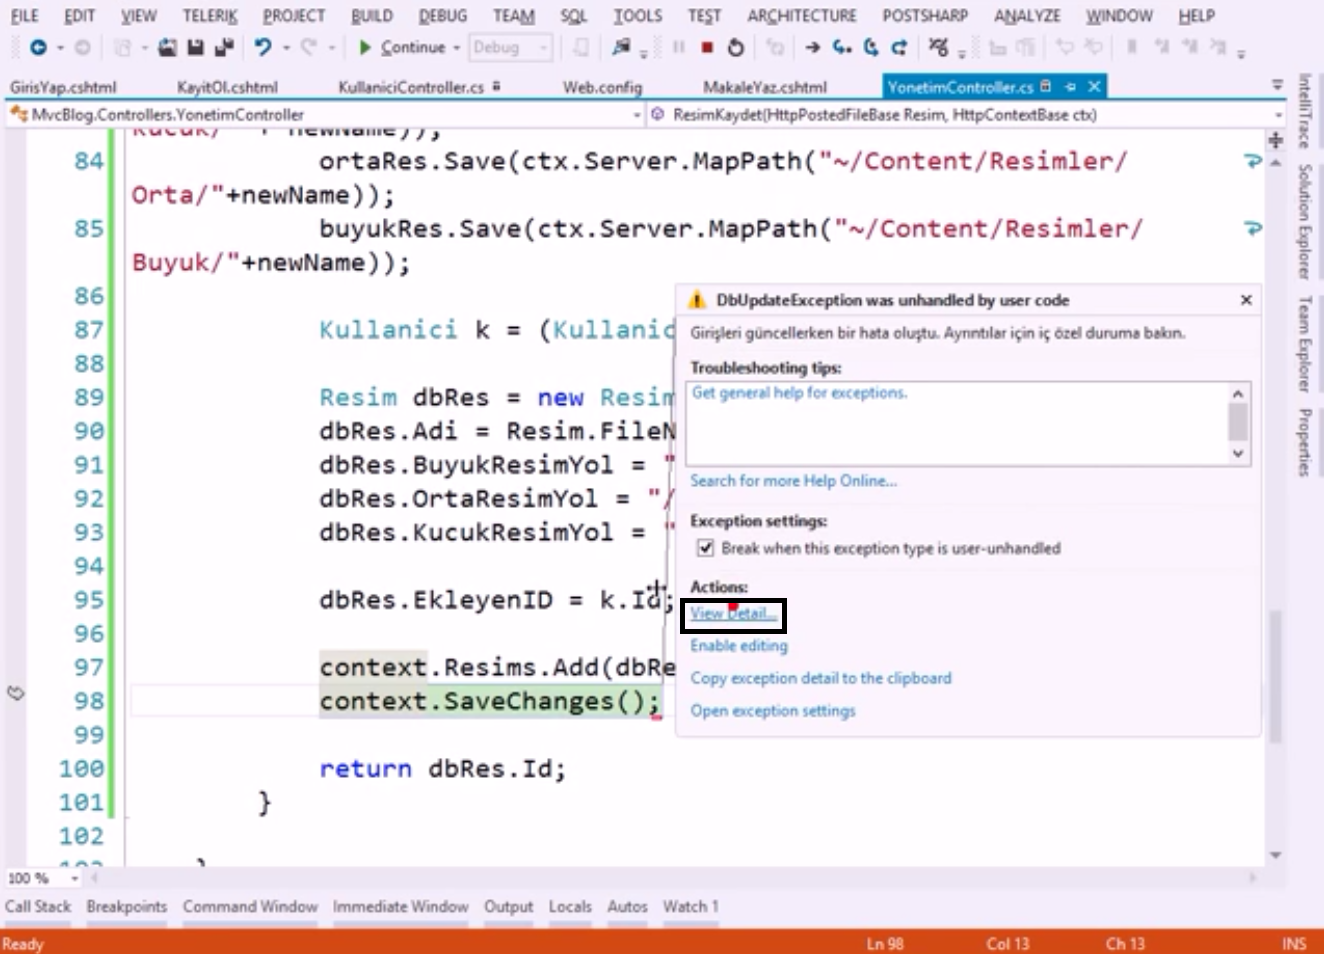 FILE EDIT VIEW TELERIK PROJECT BUILD DEBUG TEAM SQL TOOLS TEST ARCHITECTURE POSTSHARP ANALYZE WINDOW HELP
Continue Debug
GirisYap.cshtml KayitOl.cshtml KullaniciController.cs Web.config MakaleYaz.cshtml YonetimController.cs
MvcBlog.Controllers.YonetimController ResimKaydet(HttpPostedFileBase Resim, HttpContextBase ctx)
Kucuk/"+ newName));
84 ortaRes.Save(ctx.Server.MapPath("~/Content/Resimler/
Orta/"+newName));
85 buyukRes.Save(ctx.Server.MapPath("~/Content/Resimler/
Buyuk/"+newName));
86
87 Kullanici k = (Kullanic
88
89 Resim dbRes = new Resim
90 dbRes.Adi = Resim.FileN
91 dbRes.BuyukResimYol = "
92 dbRes.OrtaResimYol = "/
93 dbRes.KucukResimYol = "
94
95 dbRes.EkleyenID = k.Id;
96
97 context.Resims.Add(dbRe
98 context.SaveChanges();
99
100 return dbRes.Id;
101 }
102
103 }
DbUpdateException was unhandled by user code
Girişleri güncellerken bir hata oluştu. Ayrıntılar için iç özel duruma bakın.
Troubleshooting tips:
Get general help for exceptions.
Search for more Help Online...
Exception settings:
Break when this exception type is user-unhandled
Actions:
View Detail...
Enable editing
Copy exception detail to the clipboard
Open exception settings
IntelliTrace
Solution Explorer
Team Explorer
Properties
100 %
Call Stack Breakpoints Command Window Immediate Window Output Locals Autos Watch 1
Ready Ln 98 Col 13 Ch 13 INS